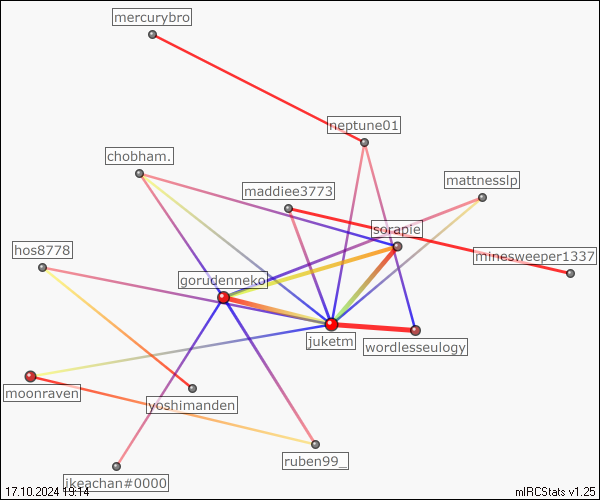 mercurybro
neptune01
chobham.
maddiee3773
mattnesslp
sorapie
hos8778
minesweeper1337
gorudenneko
juketm
wordlesseulogy
moonraven
yoshimanden
ruben99_
ikeachan#0000
17.10.2024 19:14
mIRCStats v1.25